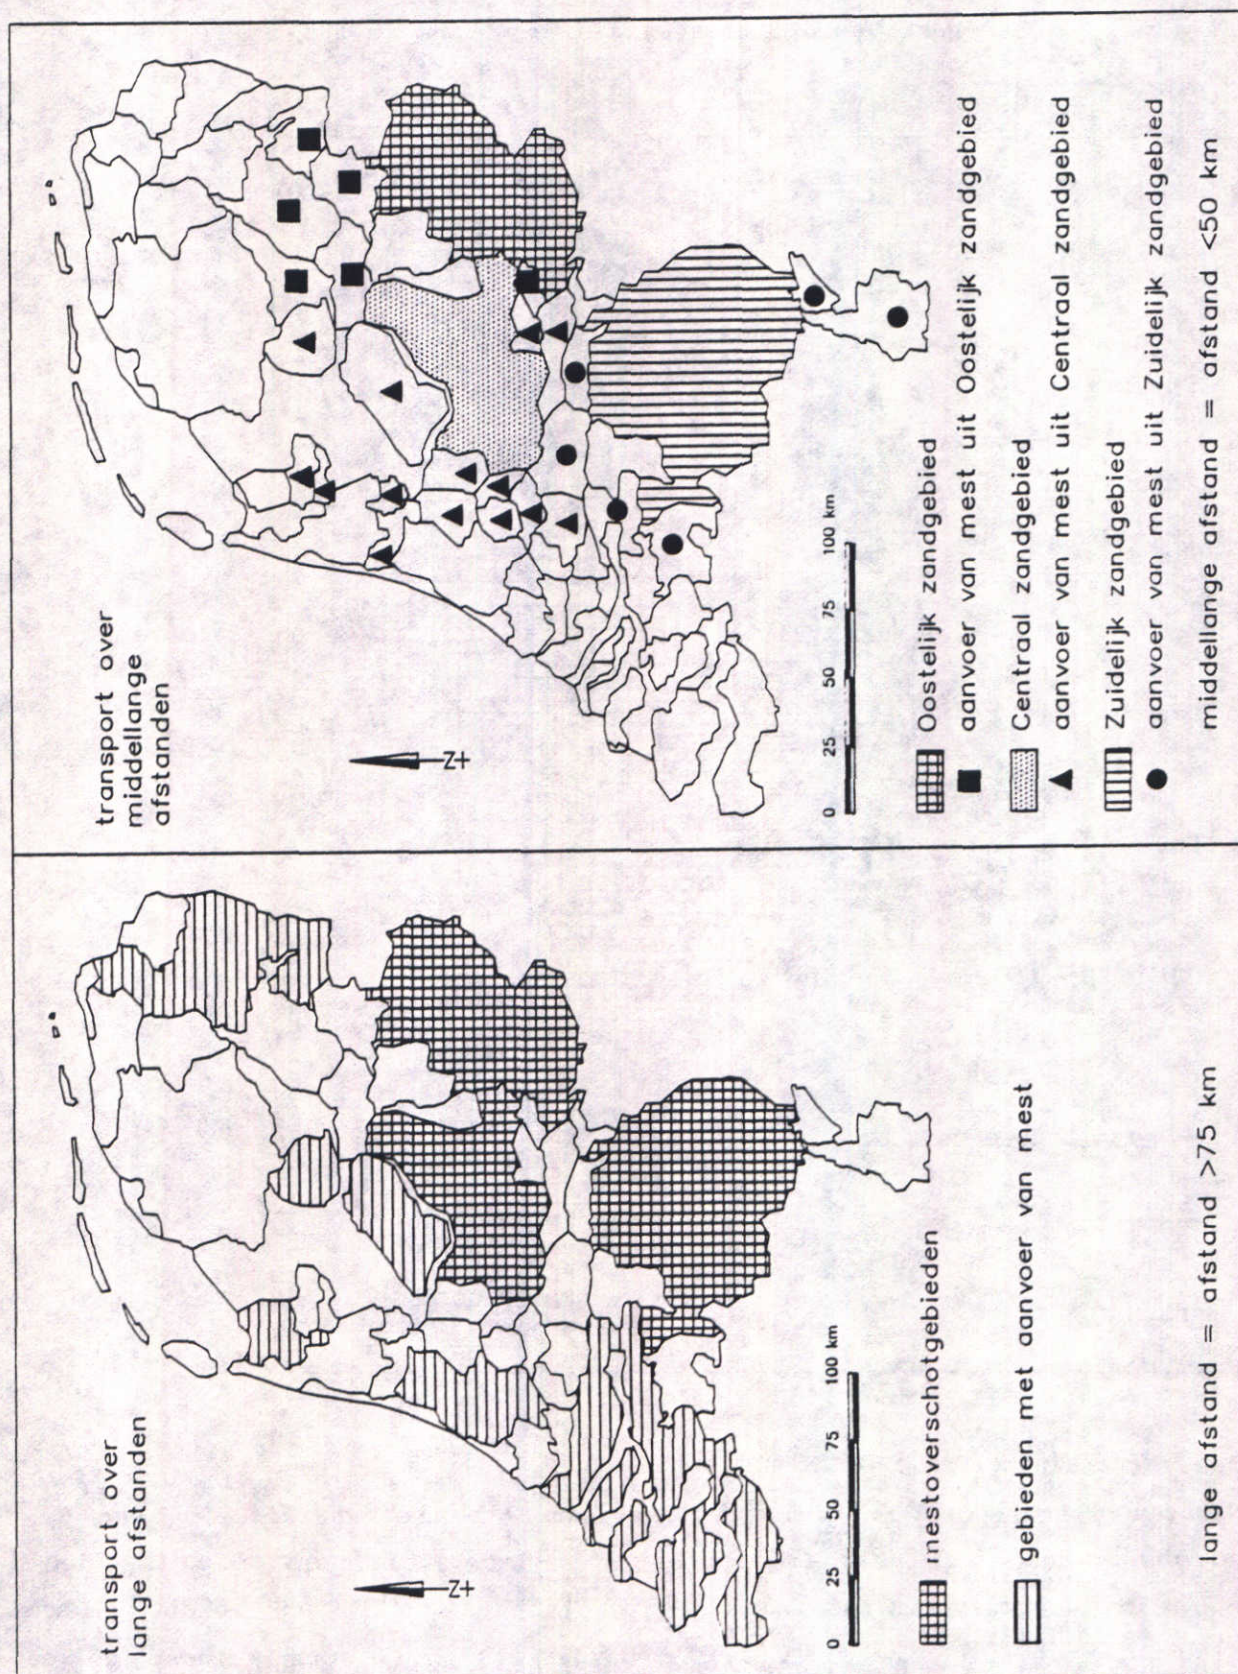 transport over
lange afstanden
N
0 25 50 75 100 km
mestoverschotgebieden
gebieden met aanvoer van mest
lange afstand = afstand >75 km
transport over
middellange
afstanden
N
0 25 50 75 100 km
Oostelijk zandgebied
aanvoer van mest uit Oostelijk zandgebied
Centraal zandgebied
aanvoer van mest uit Centraal zandgebied
Zuidelijk zandgebied
aanvoer van mest uit Zuidelijk zandgebied
middellange afstand = afstand <50 km